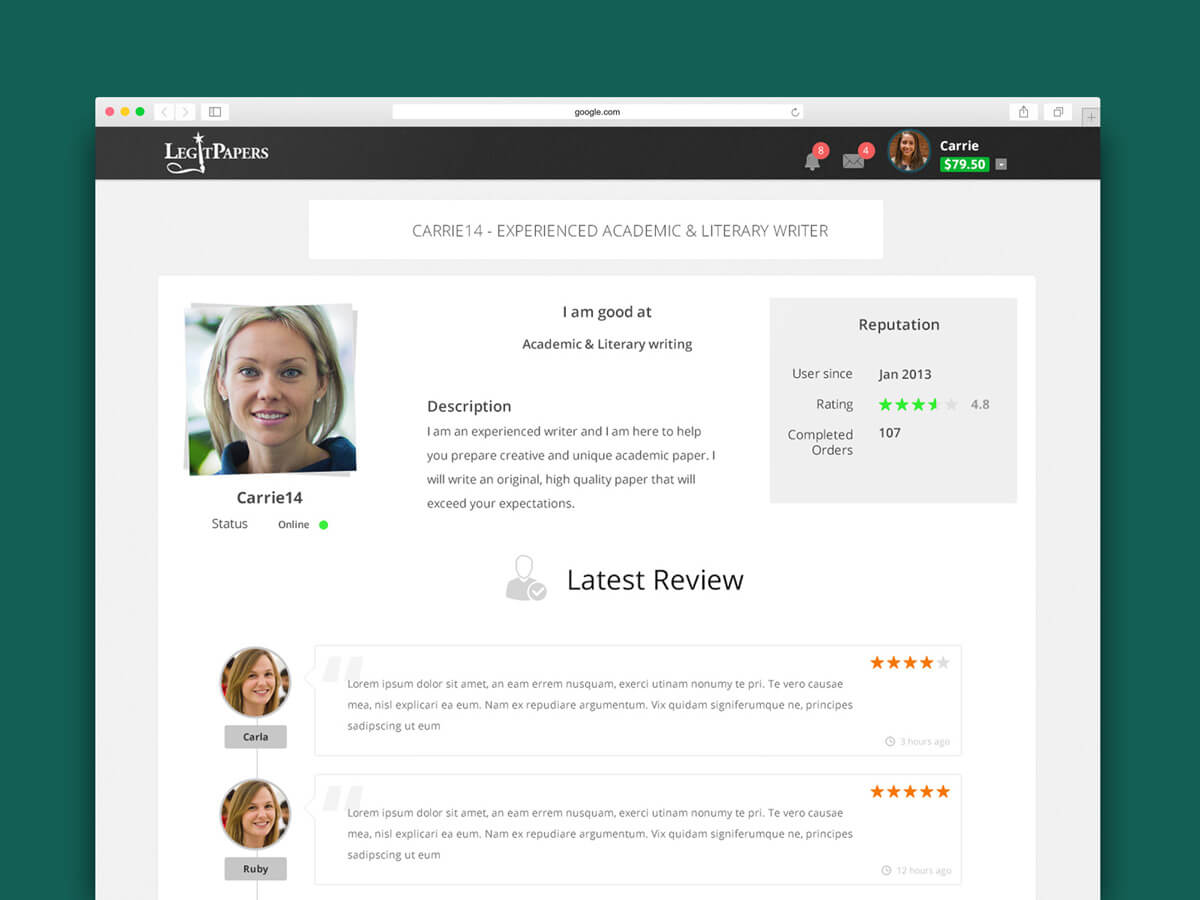 google.com
LEGITPAPERS
8
4
Carrie
$79.50
CARRIE14 - EXPERIENCED ACADEMIC & LITERARY WRITER
Carrie14
Status Online
I am good at
Academic & Literary writing
Description
I am an experienced writer and I am here to help
you prepare creative and unique academic paper. I
will write an original, high quality paper that will
exceed your expectations.
Reputation
User since Jan 2013
Rating 4.8
Completed 107
Orders
Latest Review
Carla
Lorem ipsum dolor sit amet, an eam errem nusquam, exerci utinam nonumy te pri. Te vero causae
mea, nisl explicari ea eum. Nam ex repudiare argumentum. Vix quidam signiferumque ne, principes
sadipscing ut eum
3 hours ago
Ruby
Lorem ipsum dolor sit amet, an eam errem nusquam, exerci utinam nonumy te pri. Te vero causae
mea, nisl explicari ea eum. Nam ex repudiare argumentum. Vix quidam signiferumque ne, principes
sadipscing ut eum
12 hours ago